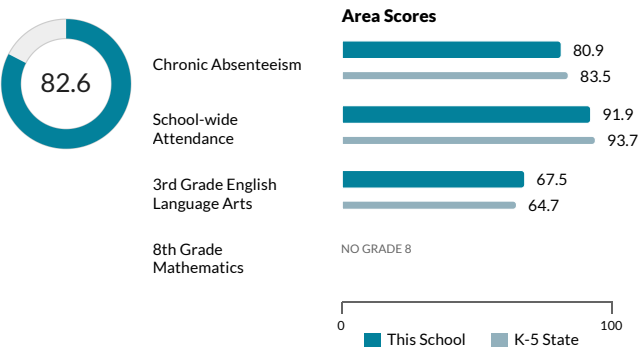 Area Scores
82.6
Chronic Absenteeism
80.9
83.5
School-wide
Attendance
91.9
93.7
3rd Grade English
Language Arts
67.5
64.7
8th Grade
Mathematics
NO GRADE 8
0
100
This School
K-5 State